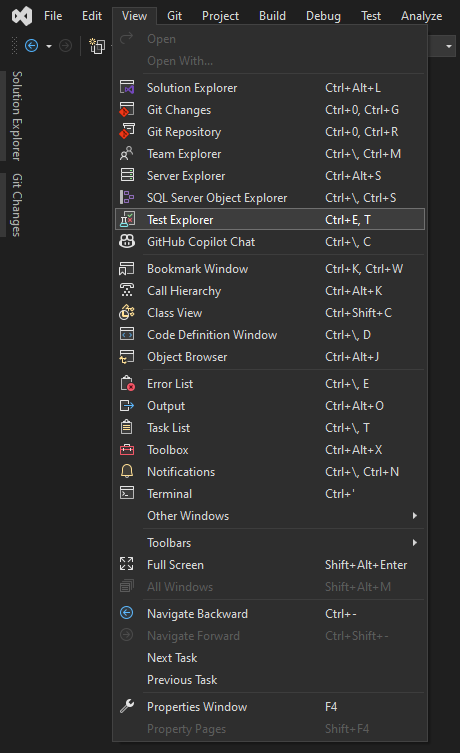 File Edit View Git Project Build Debug Test Analyze
Open
Open With...
Solution Explorer Ctrl+Alt+L
Git Changes Ctrl+0, Ctrl+G
Git Repository Ctrl+0, Ctrl+R
Team Explorer Ctrl+\, Ctrl+M
Server Explorer Ctrl+Alt+S
SQL Server Object Explorer Ctrl+\, Ctrl+S
Test Explorer Ctrl+E, T
GitHub Copilot Chat Ctrl+\, C
Bookmark Window Ctrl+K, Ctrl+W
Call Hierarchy Ctrl+Alt+K
Class View Ctrl+Shift+C
Code Definition Window Ctrl+\, D
Object Browser Ctrl+Alt+J
Error List Ctrl+\, E
Output Ctrl+Alt+O
Task List Ctrl+\, T
Toolbox Ctrl+Alt+X
Notifications Ctrl+\, Ctrl+N
Terminal Ctrl+'
Other Windows
Toolbars
Full Screen Shift+Alt+Enter
All Windows Shift+Alt+M
Navigate Backward Ctrl+-
Navigate Forward Ctrl+Shift+-
Next Task
Previous Task
Properties Window F4
Property Pages Shift+F4
Solution Explorer
Git Changes